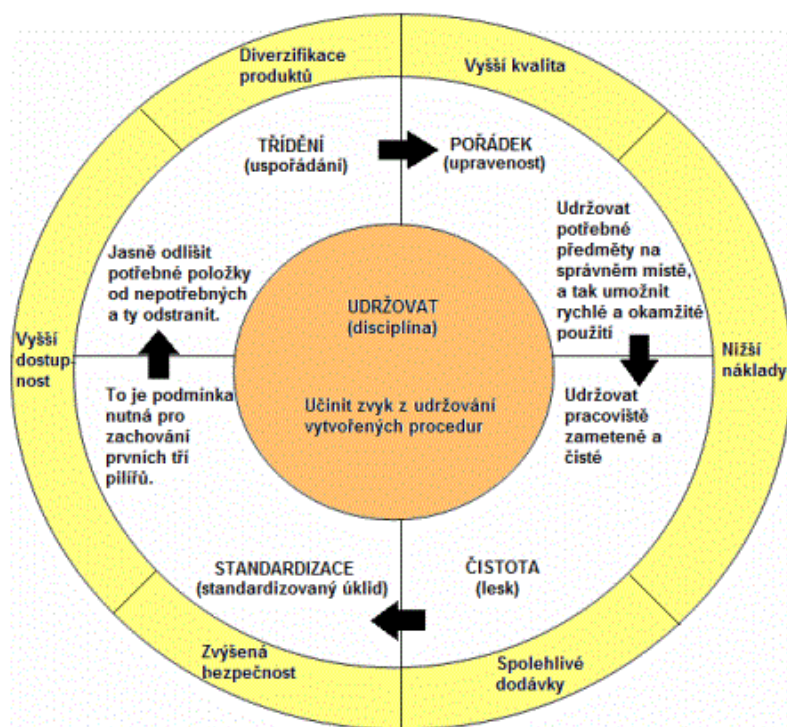 Diverzifikace
produktů
Vyšší kvalita
TŘÍDĚNÍ
(uspořádání)
POŘÁDEK
(upravenost)
Jasně odlišit
potřebné položky
od nepotřebných
a ty odstranit.
Udržovat
potřebné
předměty na
správném místě,
a tak umožnit
rychlé a okamžité
použití
UDRŽOVAT
(disciplína)
Učinit zvyk z udržování
vytvořených procedur
Vyšší
dostup-
nost
Nižší
náklady
To je podmínka
nutná pro
zachování
prvních tří
pilířů.
Udržovat
pracoviště
zametené a
čisté
STANDARDIZACE
(standardizovaný úklid)
ČISTOTA
(lesk)
Zvýšená
bezpečnost
Spolehlivé
dodávky